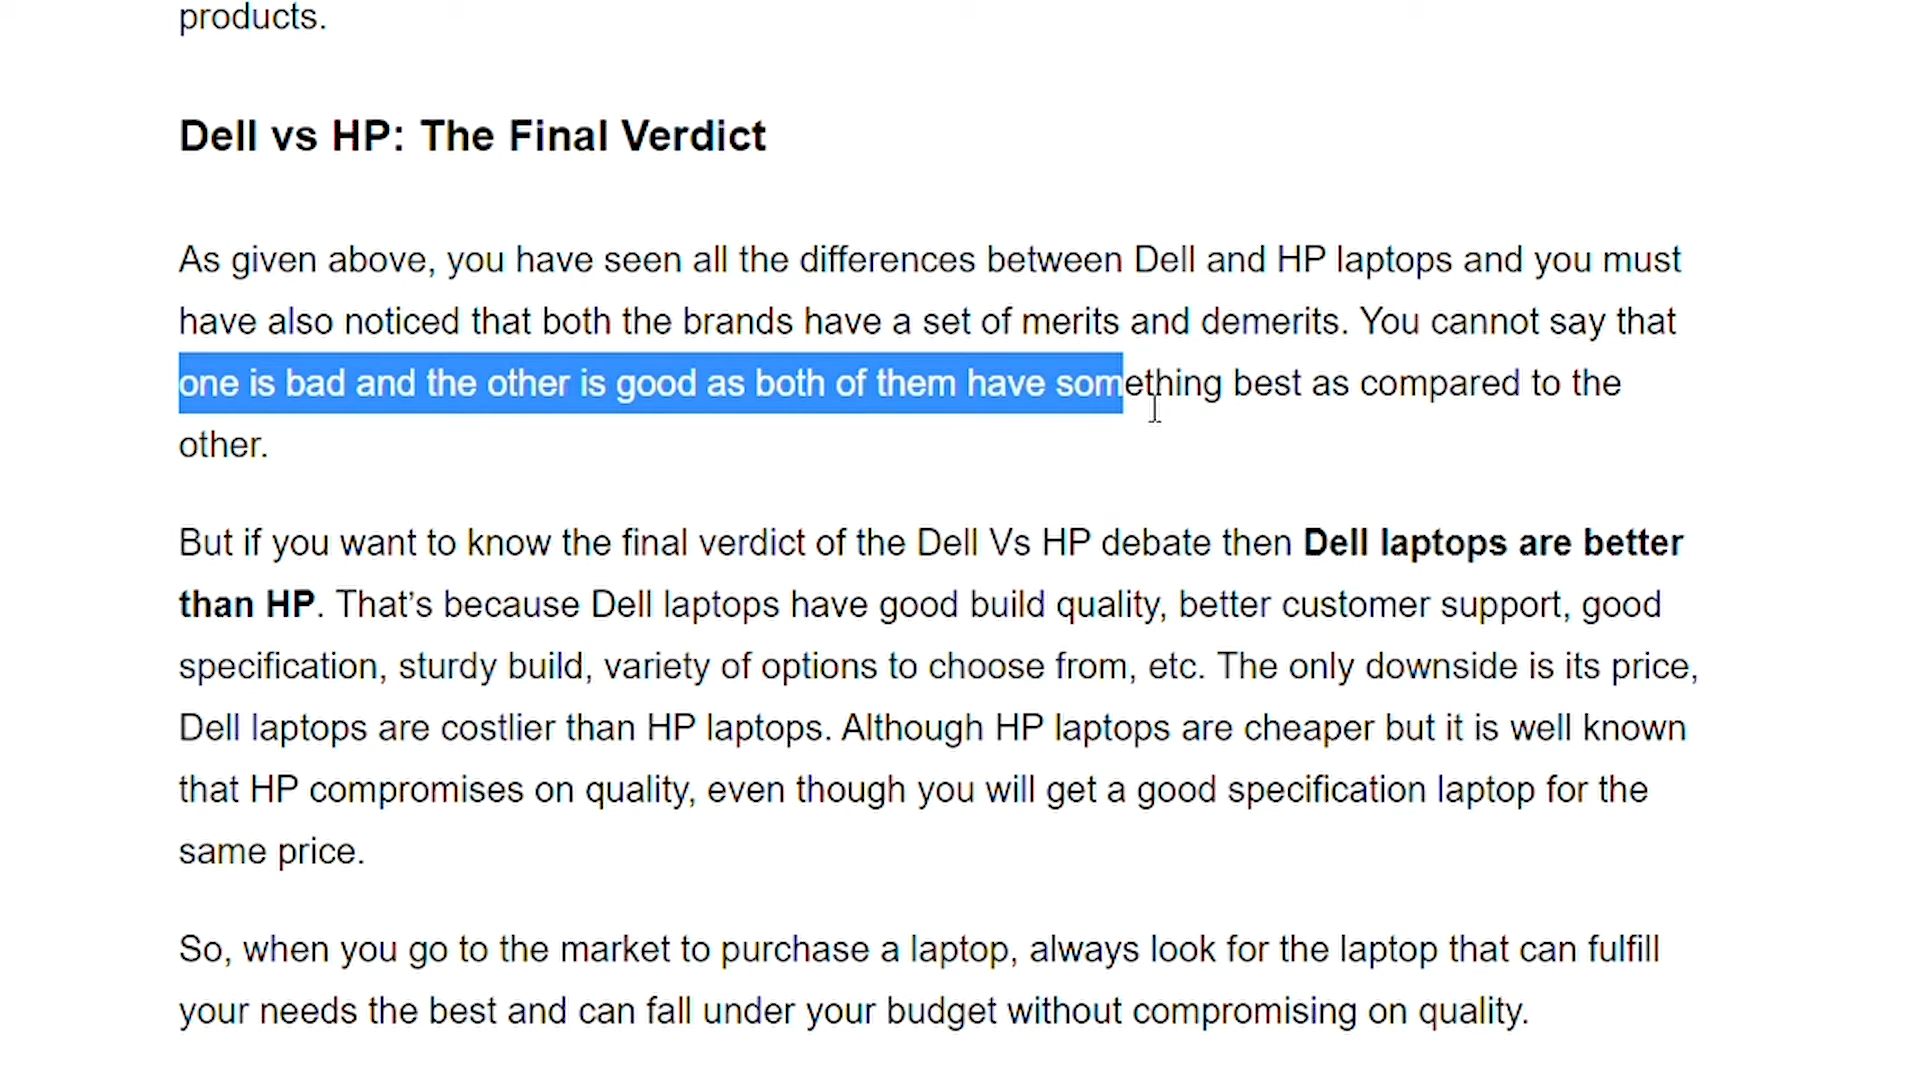 products.
Dell vs HP: The Final Verdict
As given above, you have seen all the differences between Dell and HP laptops and you must
have also noticed that both the brands have a set of merits and demerits. You cannot say that
one is bad and the other is good as both of them have something best as compared to the
other.
But if you want to know the final verdict of the Dell Vs HP debate then Dell laptops are better
than HP. That’s because Dell laptops have good build quality, better customer support, good
specification, sturdy build, variety of options to choose from, etc. The only downside is its price,
Dell laptops are costlier than HP laptops. Although HP laptops are cheaper but it is well known
that HP compromises on quality, even though you will get a good specification laptop for the
same price.
So, when you go to the market to purchase a laptop, always look for the laptop that can fulfill
your needs the best and can fall under your budget without compromising on quality.